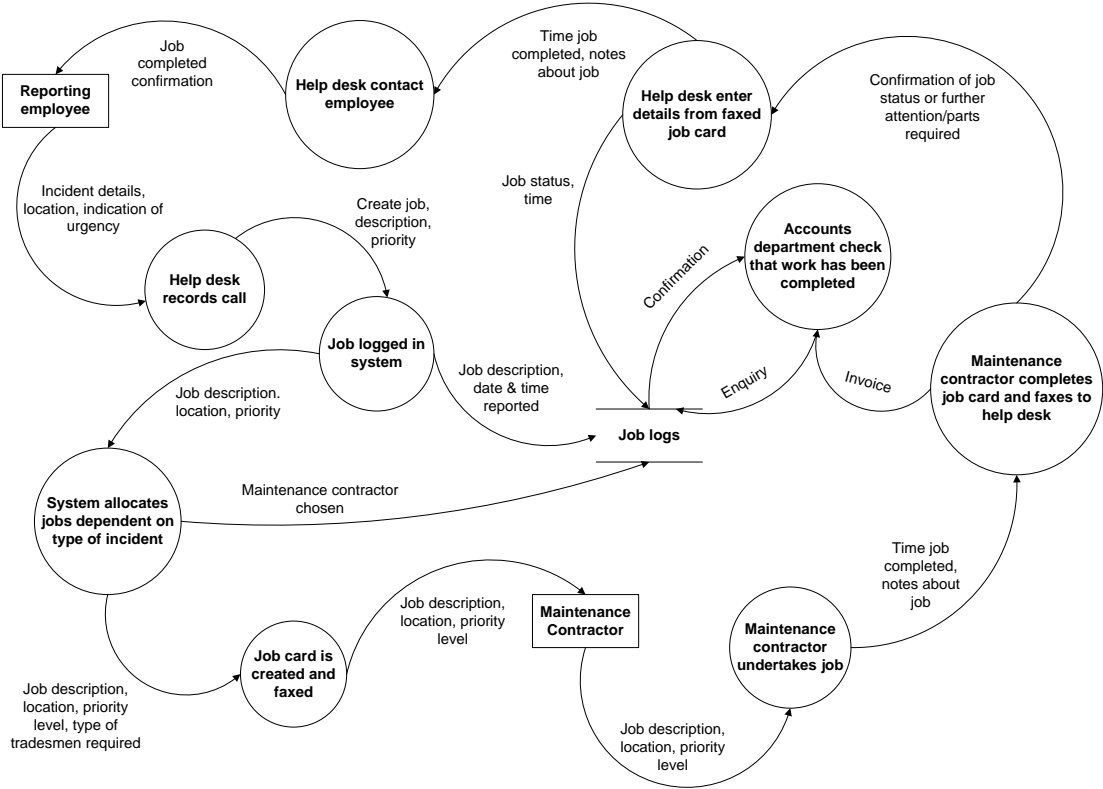 Job
completed
confirmation
Reporting
employee
Help desk contact
employee
Time job
completed, notes
about job
Help desk enter
details from faxed
job card
Confirmation of job
status or further
attention/parts
required
Incident details,
location, indication of
urgency
Create job,
description,
priority
Job status,
time
Help desk
records call
Accounts
department check
that work has been
completed
Confirmation
Job logged in
system
Job description,
date & time
reported
Enquiry
Invoice
Maintenance
contractor completes
job card and faxes to
help desk
Job description.
location, priority
Job logs
System allocates
jobs dependent on
type of incident
Maintenance contractor
chosen
Time job
completed,
notes about
job
Job description,
location, priority
level
Maintenance
Contractor
Maintenance
contractor
undertakes job
Job card is
created and
faxed
Job description,
location, priority
level, type of
tradesmen required
Job description,
location, priority
level